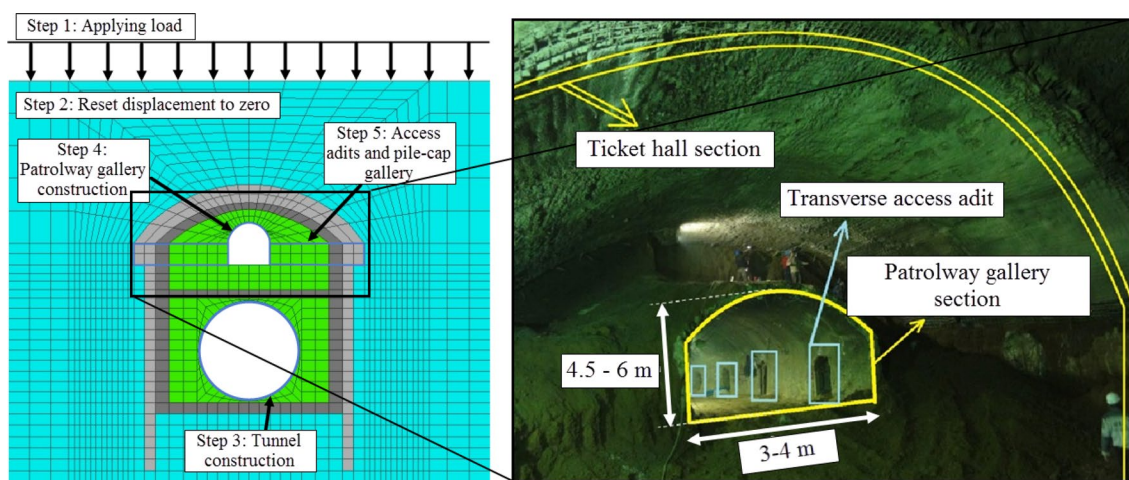 Step 1: Applying load
Step 2: Reset displacement to zero
Step 4:
Patrolway gallery
construction
Step 5: Access
adits and pile-cap
gallery
Step 3: Tunnel
construction
Ticket hall section
Transverse access adit
Patrolway gallery
section
4.5 - 6 m
3-4 m